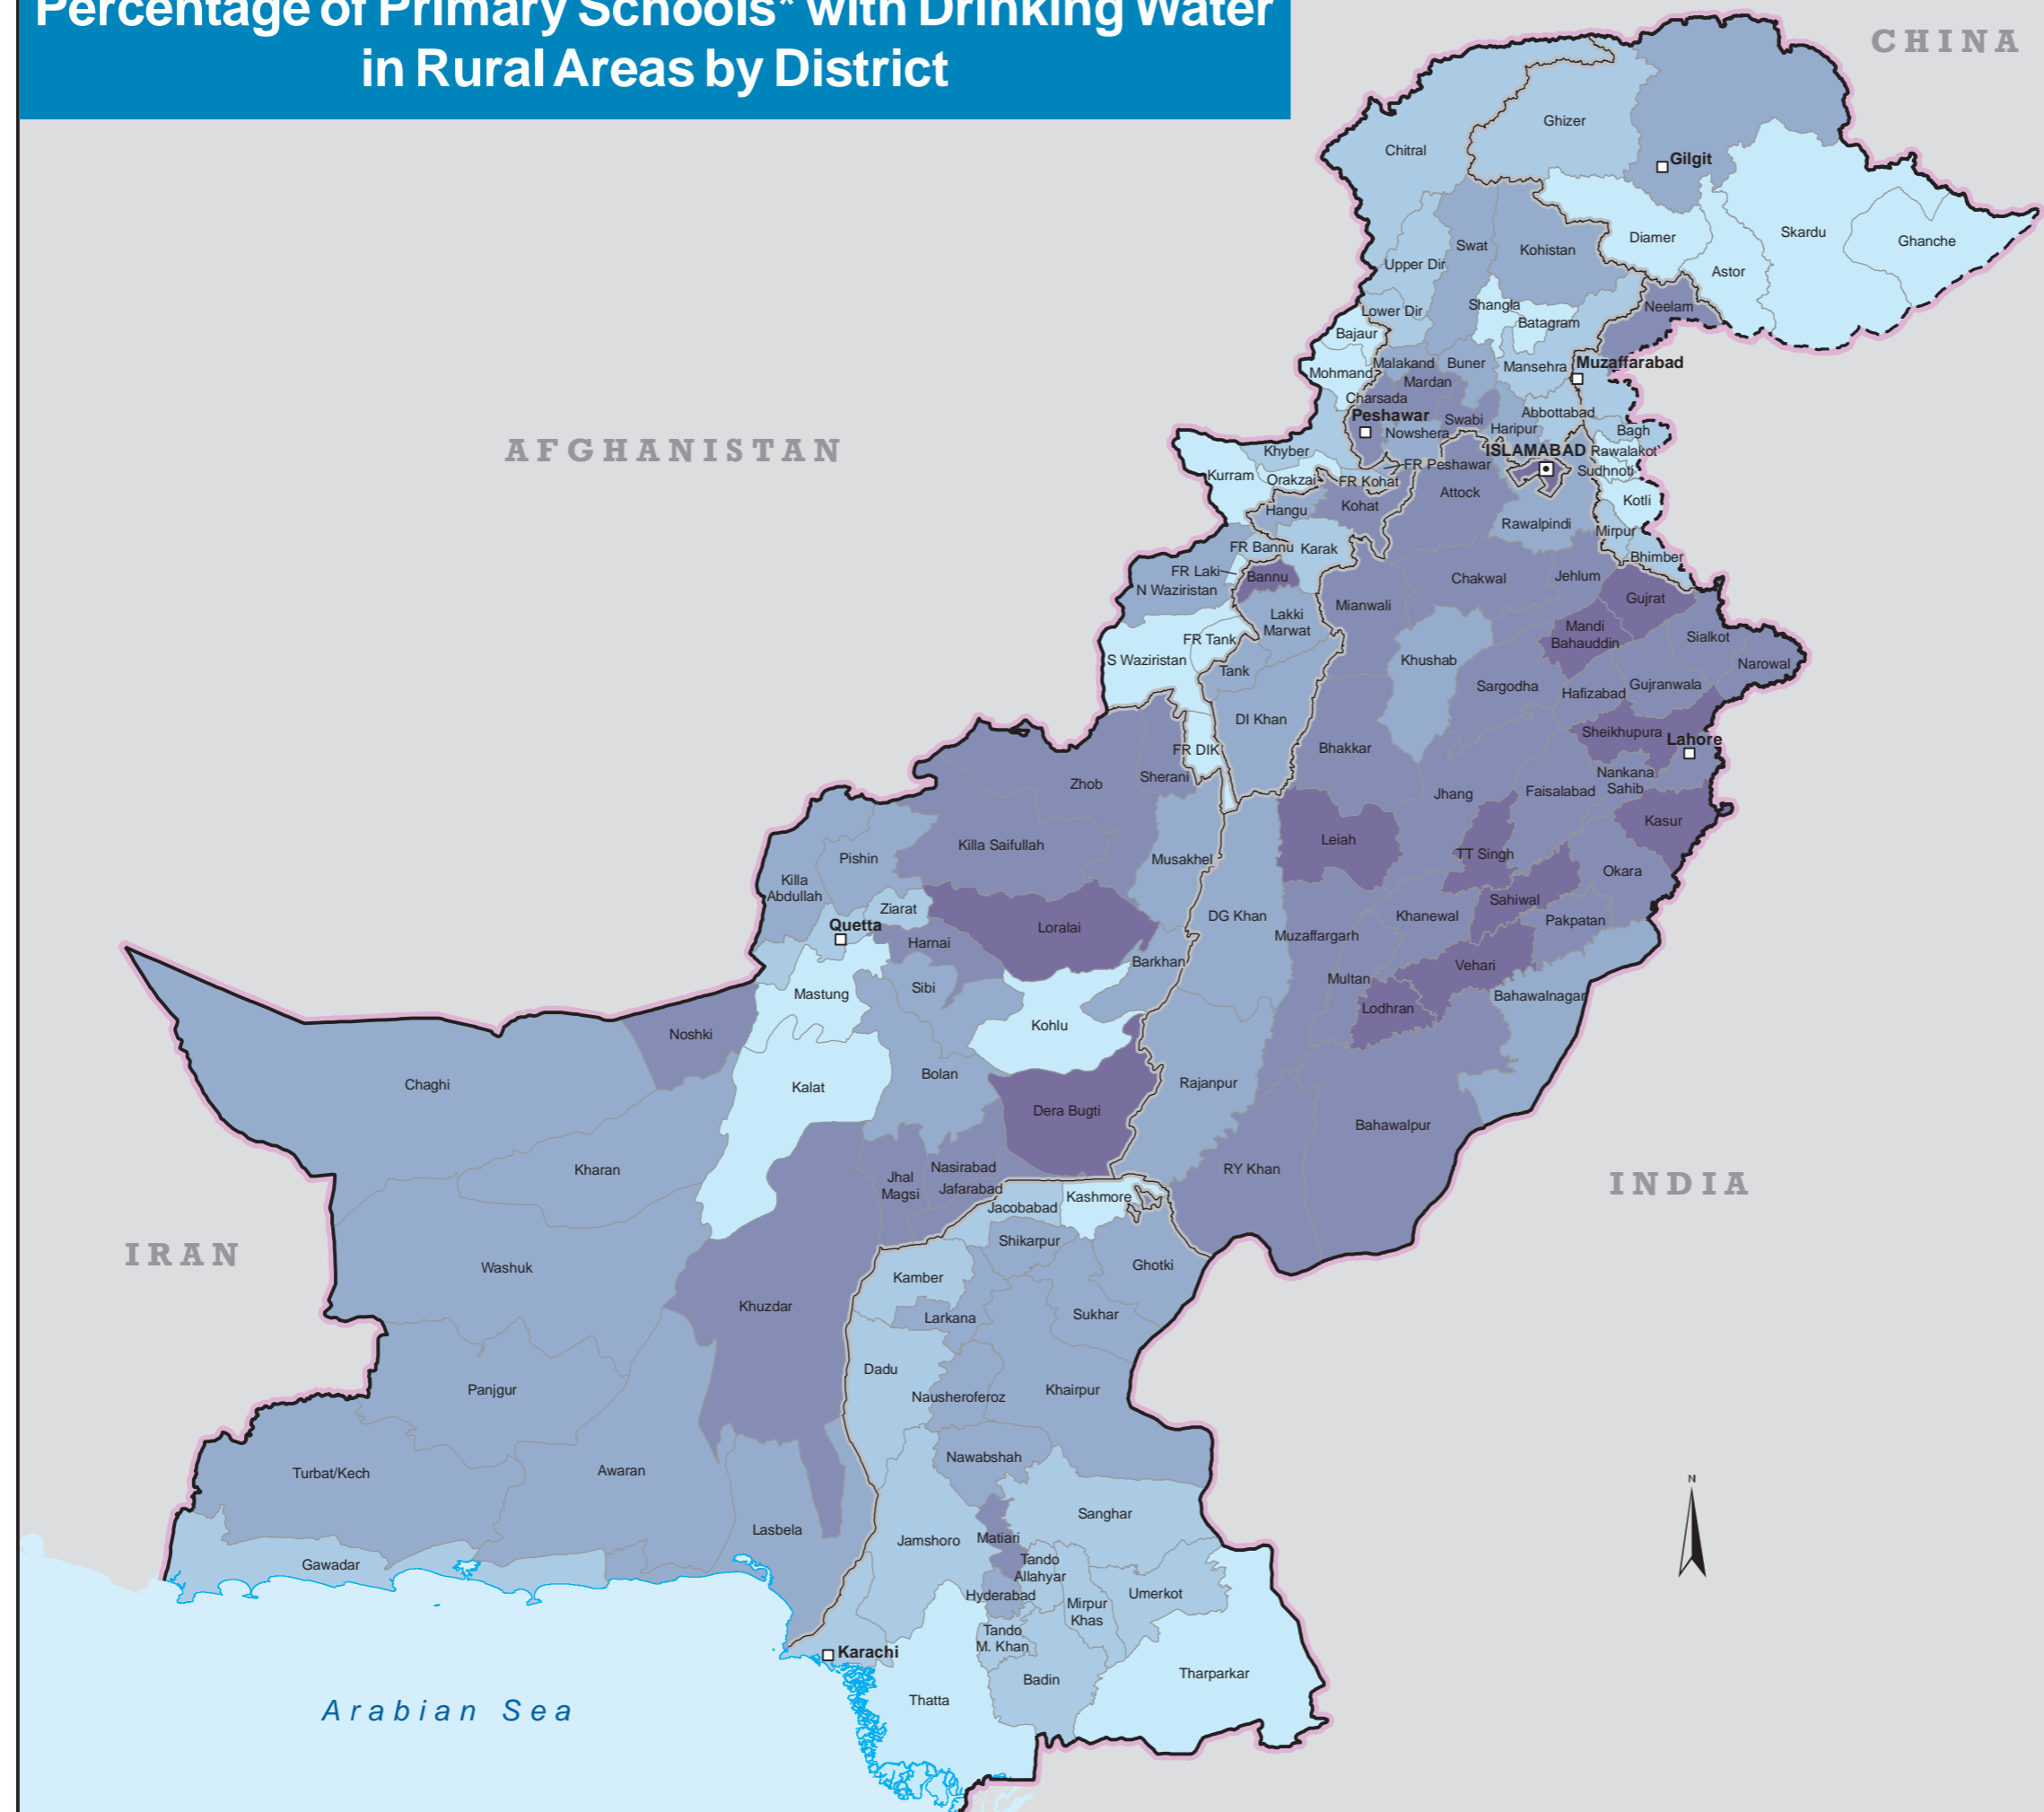 Percentage of Primary Schools* with Drinking Water
in Rural Areas by District
CHINA
Ghizer
Chitral
Gilgit
Skardu
Diamer
Ghanche
Swat
Kohistan
Upper Dir
Astor
Shangla
Neelam
Lower Dir
Batagram
Bajaur
Malakand
Buner
Mansehra
Muzaffarabad
Mohmand
Mardan
Charsada
Peshawar
Abbottabad
Swabi
Haripur
Nowshera
Bagh
AFGHANISTAN
Khyber
ISLAMABAD
Rawalakot
FR Peshawar
Sudhnoti
Kurram
Orakzai
FR Kohat
Attock
Kotli
Hangu
Kohat
Rawalpindi
Mirpur
FR Bannu
Karak
Bhimber
FR Laki
Bannu
Chakwal
Jehlum
N Waziristan
Gujrat
Mianwali
Lakki
Marwat
Mandi
Bahauddin
FR Tank
Sialkot
S Waziristan
Khushab
Narowal
Tank
Sargodha
Hafizabad
Gujranwala
DI Khan
Sheikhupura
Lahore
FR DIK
Bhakkar
Sherani
Zhob
Nankana
Sahib
Jhang
Faisalabad
Kasur
Leiah
Killa Saifullah
TT Singh
Pishin
Musakhel
Okara
Killa
Abdullah
Sahiwal
Ziarat
DG Khan
Khanewal
Pakpatan
Quetta
Loralai
Harnai
Muzaffargarh
Barkhan
Vehari
Multan
Sibi
Mastung
Bahawalnagar
Lodhran
Kohlu
Noshki
Bolan
Chaghi
Kalat
Rajanpur
Dera Bugti
Bahawalpur
Kharan
Nasirabad
RY Khan
INDIA
Jhal
Magsi
Jafarabad
Kashmore
Jacobabad
IRAN
Shikarpur
Washuk
Ghotki
Kamber
Khuzdar
Larkana
Sukhar
Dadu
Panjgur
Khairpur
Nausheroferoz
Nawabshah
Turbat/Kech
Awaran
N
Sanghar
Lasbela
Matiari
Jamshoro
Gawadar
Tando
Allahyar
Hyderabad
Umerkot
Mirpur
Khas
Tando
M. Khan
Karachi
Tharparkar
Badin
Thatta
Arabian Sea